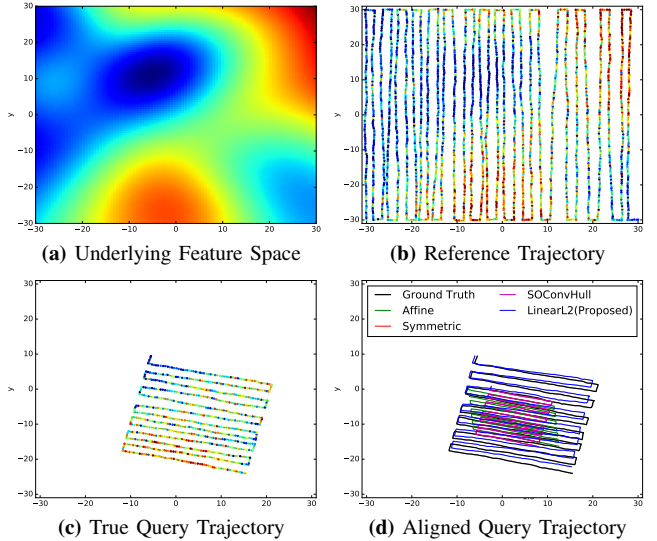 30
20
10
0
−10
−20
−30
−30 −20 −10 0 10 20 30
y
(a) Underlying Feature Space
30
20
10
0
−10
−20
−30
−30 −20 −10 0 10 20 30
y
(b) Reference Trajectory
30
20
10
0
−10
−20
−30
−30 −20 −10 0 10 20 30
y
(c) True Query Trajectory
30
20
10
0
−10
−20
−30
−30 −20 −10 0 10 20 30
y
Ground Truth
Affine
Symmetric
SOConvHull
LinearL2(Proposed)
(d) Aligned Query Trajectory